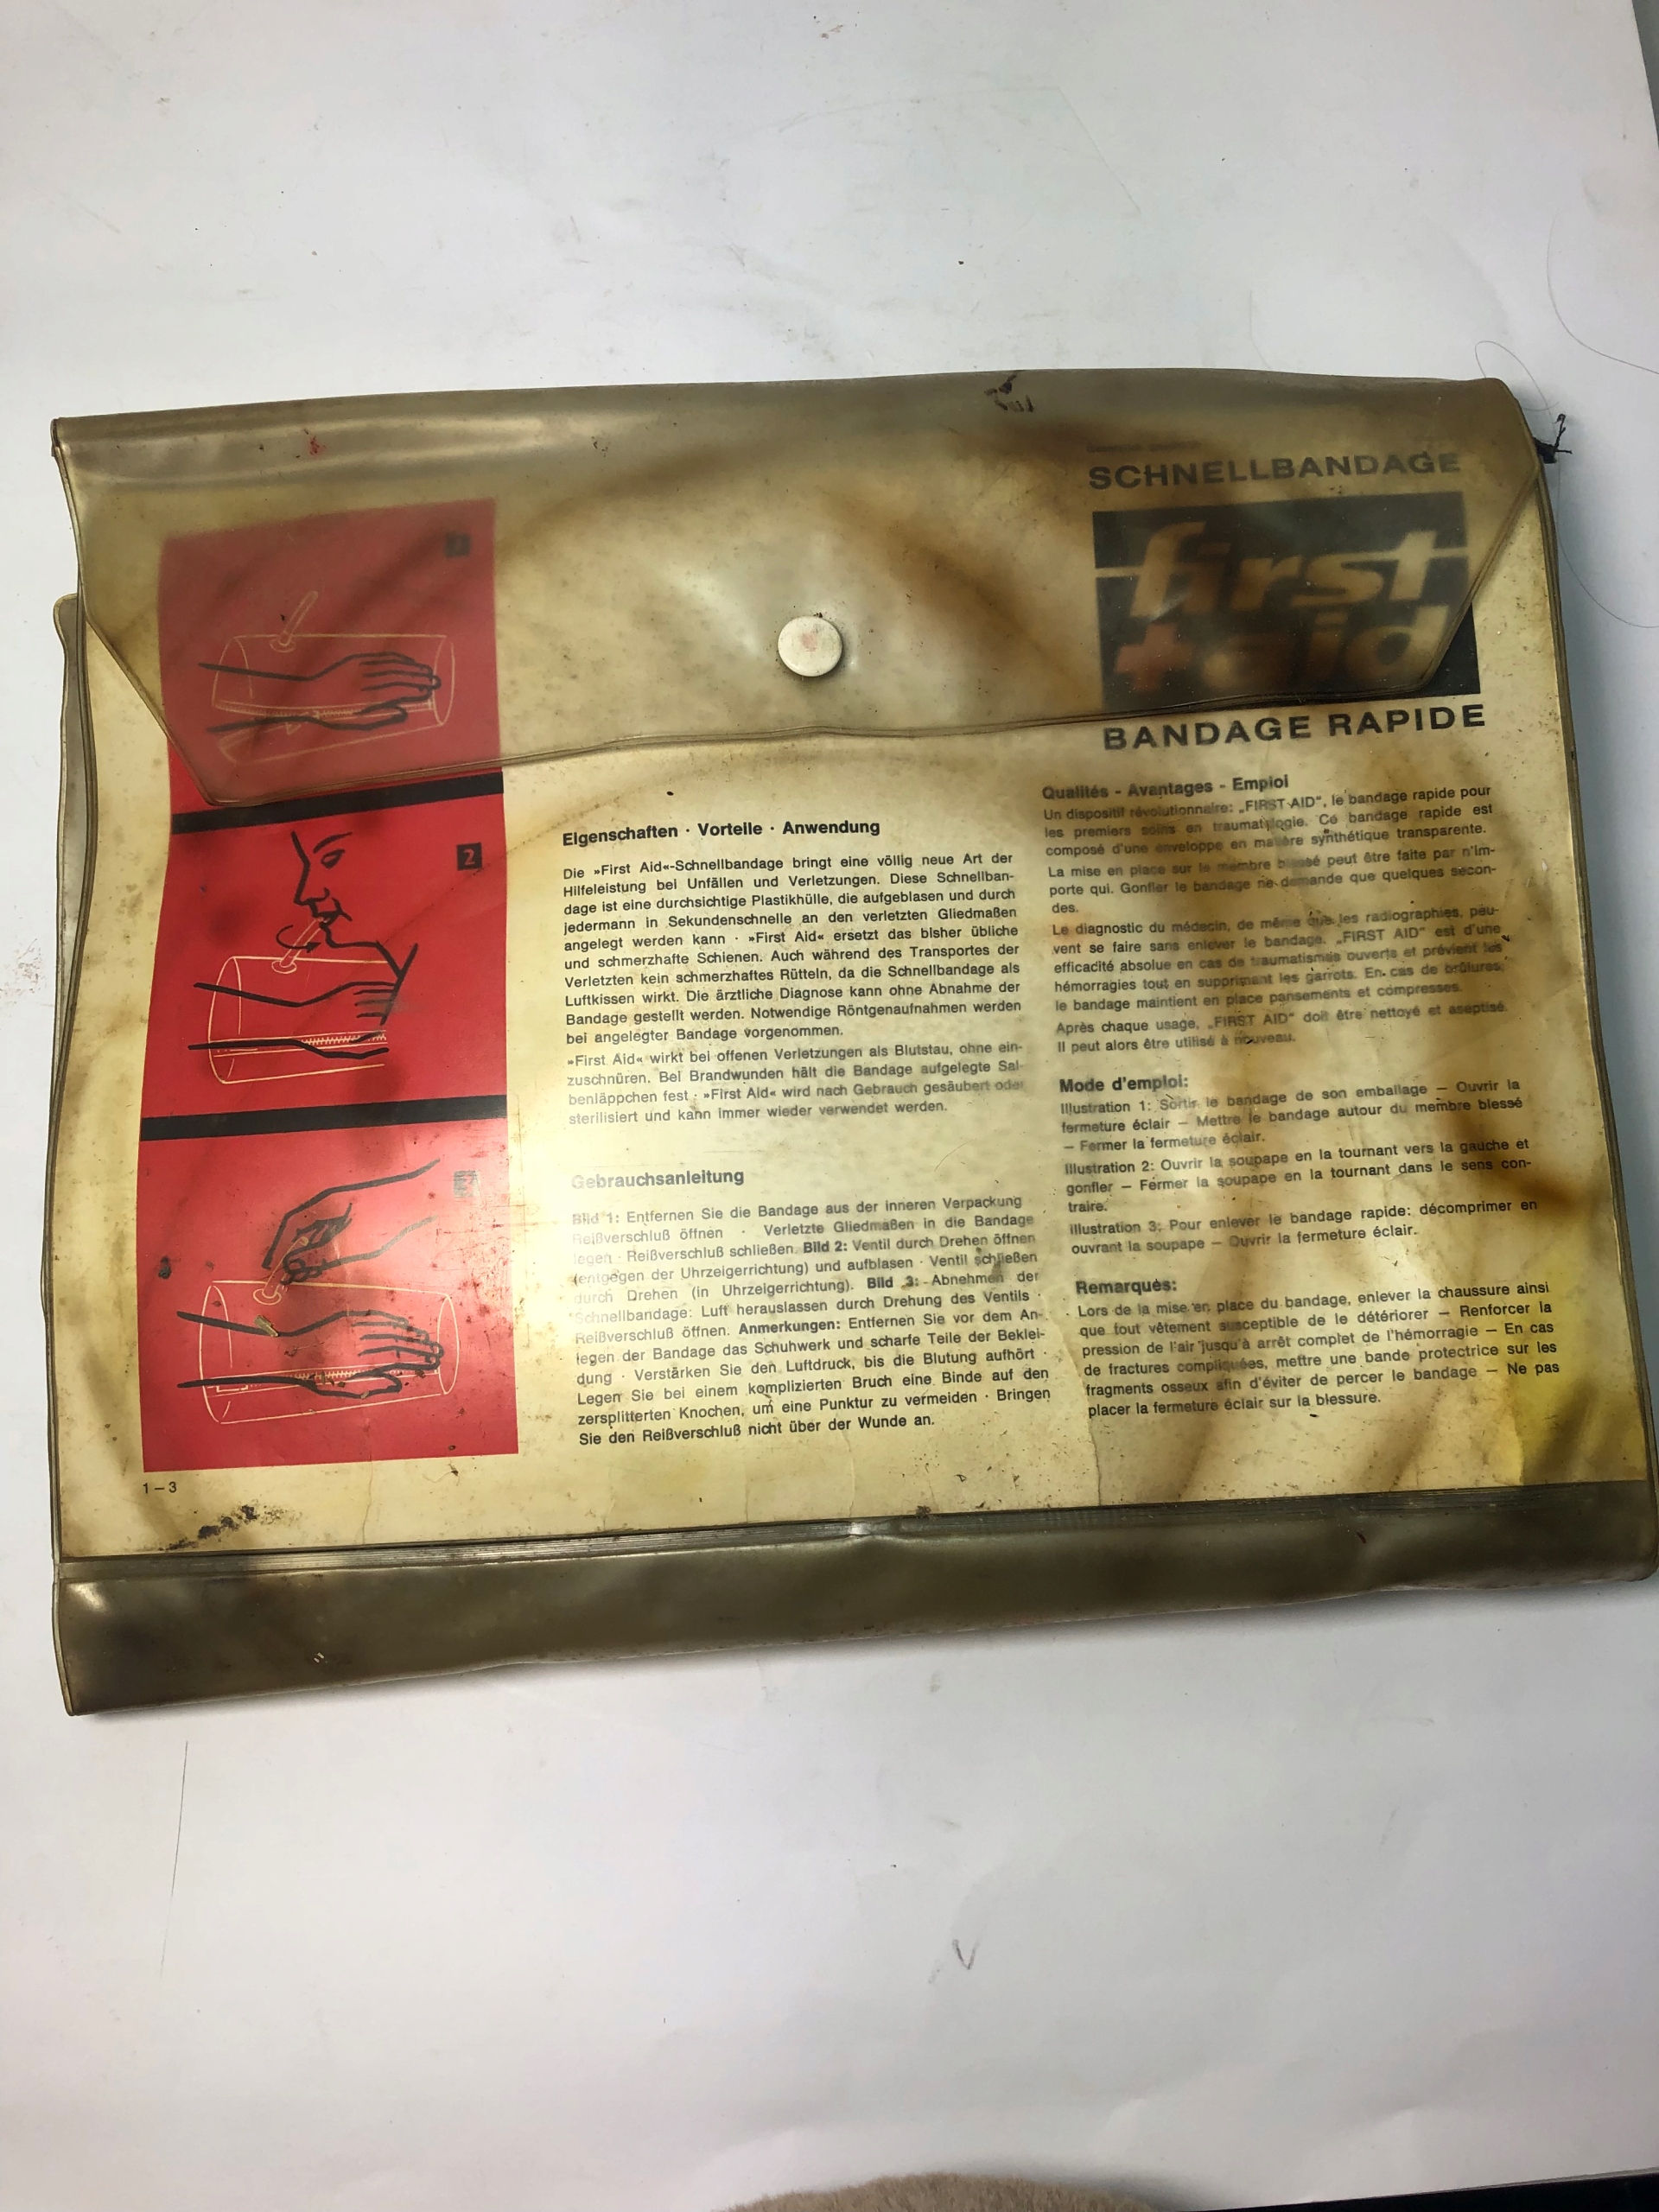 SCHNELLBANDAGE
first
aid
BANDAGE RAPIDE
2
1–3
Eigenschaften · Vorteile · Anwendung
Die »First Aid«-Schnellbandage bringt eine völlig neue Art der
Hilfeleistung bei Unfällen und Verletzungen. Diese Schnellban-
dage ist eine durchsichtige Plastikhülle, die aufgeblasen und durch
jedermann in Sekundenschnelle an den verletzten Gliedmaßen
angelegt werden kann · »First Aid« ersetzt das bisher übliche
und schmerzhafte Schienen. Auch während des Transportes der
Verletzten kein schmerzhaftes Rütteln, da die Schnellbandage als
Luftkissen wirkt. Die ärztliche Diagnose kann ohne Abnahme der
Bandage gestellt werden. Notwendige Röntgenaufnahmen werden
bei angelegter Bandage vorgenommen.
»First Aid« wirkt bei offenen Verletzungen als Blutstau, ohne ein-
zuschnüren. Bei Brandwunden hält die Bandage aufgelegte Sal-
benläppchen fest · »First Aid« wird nach Gebrauch gesäubert oder
sterilisiert und kann immer wieder verwendet werden.
Gebrauchsanleitung
Bild 1: Entfernen Sie die Bandage aus der inneren Verpackung
Reißverschluß öffnen · Verletzte Gliedmaßen in die Bandage
legen · Reißverschluß schließen. Bild 2: Ventil durch Drehen öffnen
(entgegen der Uhrzeigerrichtung) und aufblasen · Ventil schließen
durch Drehen (in Uhrzeigerrichtung). Bild 3: Abnehmen der
Schnellbandage: Luft herauslassen durch Drehung des Ventils ·
Reißverschluß öffnen. Anmerkungen: Entfernen Sie vor dem An-
legen der Bandage das Schuhwerk und scharfe Teile der Beklei-
dung · Verstärken Sie den Luftdruck, bis die Blutung aufhört ·
Legen Sie bei einem komplizierten Bruch eine Binde auf den
zersplitterten Knochen, um eine Punktur zu vermeiden · Bringen
Sie den Reißverschluß nicht über der Wunde an.
Qualités - Avantages - Emploi
Un dispositif révolutionnaire: „FIRST AID", le bandage rapide pour
les premiers soins en traumatologie. Ce bandage rapide est
composé d'une enveloppe en matière synthétique transparente.
La mise en place sur le membre blessé peut être faite par n'im-
porte qui. Gonfler le bandage ne demande que quelques secon-
des.
Le diagnostic du médecin, de même que les radiographies, peu-
vent se faire sans enlever le bandage. „FIRST AID" est d'une
efficacité absolue en cas de traumatismes ouverts et prévient les
hémorragies tout en supprimant les garrots. En cas de brûlures,
le bandage maintient en place pansements et compresses.
Après chaque usage, „FIRST AID" doit être nettoyé et aseptisé.
Il peut alors être utilisé à nouveau.
Mode d'emploi:
Illustration 1: Sortir le bandage de son emballage — Ouvrir la
fermeture éclair — Mettre le bandage autour du membre blessé
— Fermer la fermeture éclair.
Illustration 2: Ouvrir la soupape en la tournant vers la gauche et
gonfler — Fermer la soupape en la tournant dans le sens con-
traire.
Illustration 3: Pour enlever le bandage rapide: décomprimer en
ouvrant la soupape — Ouvrir la fermeture éclair.
Remarques:
Lors de la mise en place du bandage, enlever la chaussure ainsi
que tout vêtement susceptible de le détériorer — Renforcer la
pression de l'air jusqu'à arrêt complet de l'hémorragie — En cas
de fractures compliquées, mettre une bande protectrice sur les
fragments osseux afin d'éviter de percer le bandage — Ne pas
placer la fermeture éclair sur la blessure.